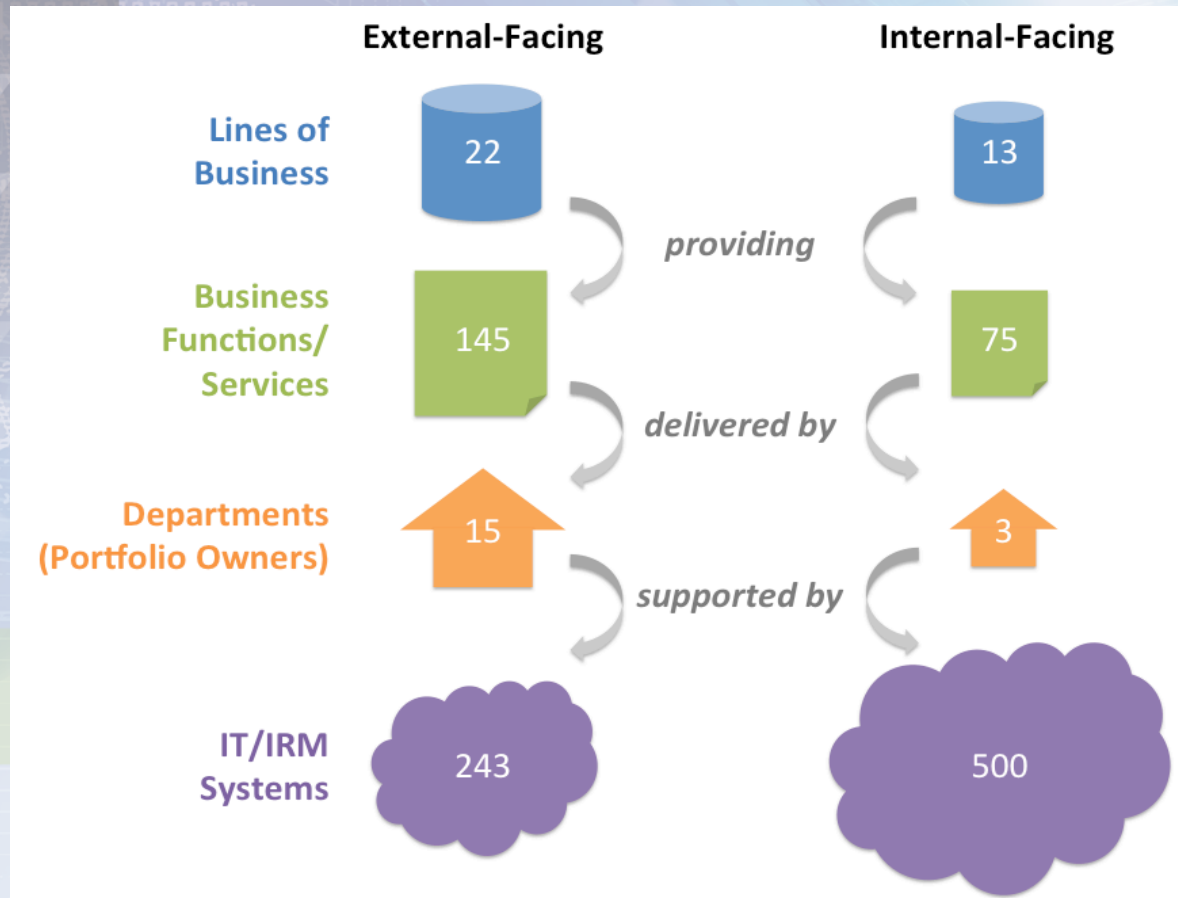 External-Facing
Internal-Facing
Lines of
Business
22
13
providing
Business
Functions/
Services
145
75
delivered by
Departments
(Portfolio Owners)
15
3
supported by
IT/IRM
Systems
243
500